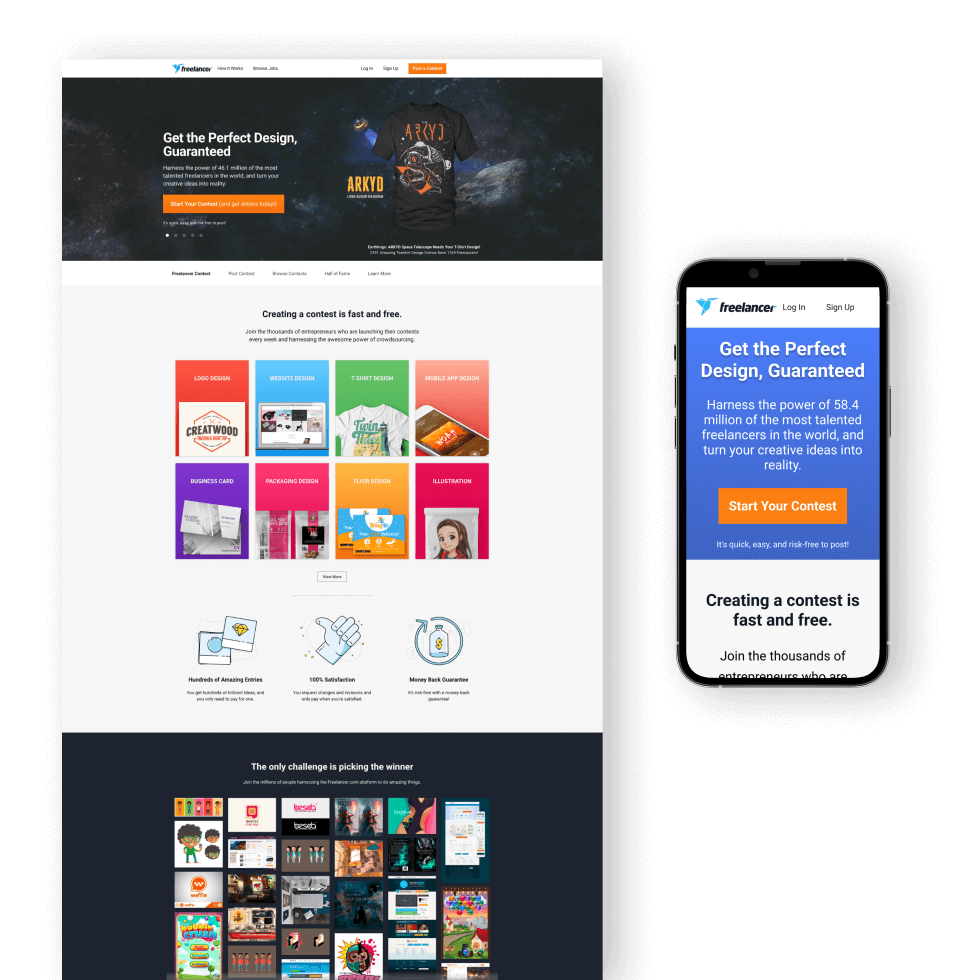 freelancer
How It Works
Browse Jobs
Log In
Sign Up
Post a Contest
Get the Perfect Design,
Guaranteed
Harness the power of 46.1 million of the most
talented freelancers in the world, and turn your
creative ideas into reality.
Start Your Contest (and get entries today!)
It's quick, easy, and risk-free to post!
ARKYD
ARKYD
Earthlings: ARKYD Space Telescope Needs Your T-Shirt Design!
Freelancer Contest
Post Contest
Browse Contests
Hall of Fame
Learn More
Creating a contest is fast and free.
Join the thousands of entrepreneurs who are launching their contests
every week and harnessing the awesome power of crowdsourcing.
LOGO DESIGN
WEBSITE DESIGN
T-SHIRT DESIGN
MOBILE APP DESIGN
CREATWOOD
Twin
BUSINESS CARD
PACKAGING DESIGN
FLYER DESIGN
ILLUSTRATION
View More
Hundreds of Amazing Entries
100% Satisfaction
Money Back Guarantee
You get hundreds of brilliant ideas, and
you only need to pay for one.
You request changes and revisions and
only pay when you're satisfied.
It's risk-free with a money back
guarantee!
The only challenge is picking the winner
Join the millions of people harnessing the Freelancer.com platform to do amazing things.
waffle
freelancer
Log In
Sign Up
Get the Perfect
Design, Guaranteed
Harness the power of 58.4
million of the most talented
freelancers in the world, and
turn your creative ideas into
reality.
Start Your Contest
It's quick, easy, and risk-free to post!
Creating a contest is
fast and free.
Join the thousands of
entrepreneurs who are